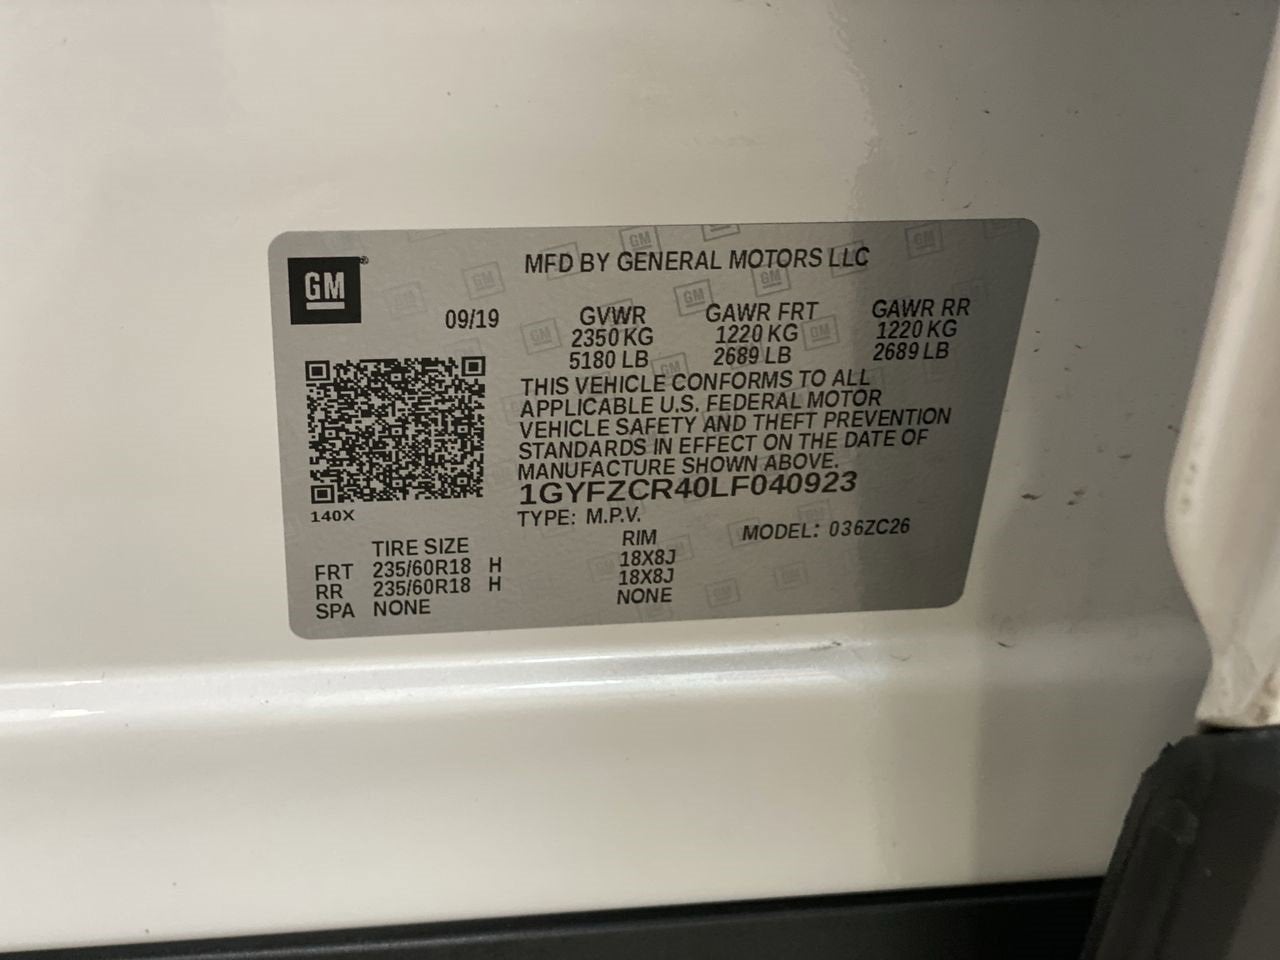 GM
MFD BY GENERAL MOTORS LLC
09/19 GVWR GAWR FRT GAWR RR
2350 KG 1220 KG 1220 KG
5180 LB 2689 LB 2689 LB
THIS VEHICLE CONFORMS TO ALL
APPLICABLE U.S. FEDERAL MOTOR
VEHICLE SAFETY AND THEFT PREVENTION
STANDARDS IN EFFECT ON THE DATE OF
MANUFACTURE SHOWN ABOVE.
1GYFZCR40LF040923
140X
TYPE: M.P.V. MODEL: 036ZC26
TIRE SIZE RIM
FRT 235/60R18 H 18X8J
RR 235/60R18 H 18X8J
SPA NONE NONE